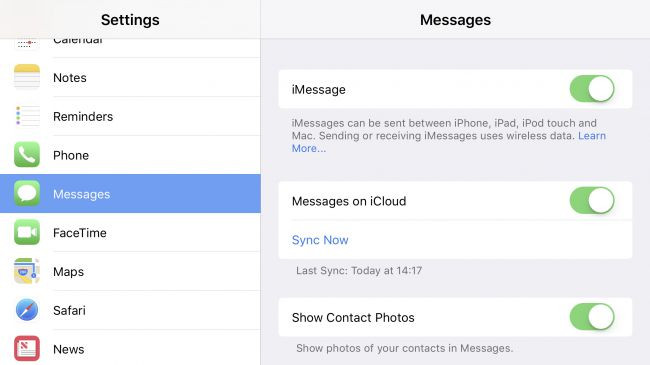 Settings
Calendar
Notes
Reminders
Phone
Messages
FaceTime
Maps
Safari
News
Messages
iMessage
iMessages can be sent between iPhone, iPad, iPod touch and
Mac. Sending or receiving iMessages uses wireless data. Learn
More...
Messages on iCloud
Sync Now
Last Sync: Today at 14:17
Show Contact Photos
Show photos of your contacts in Messages.